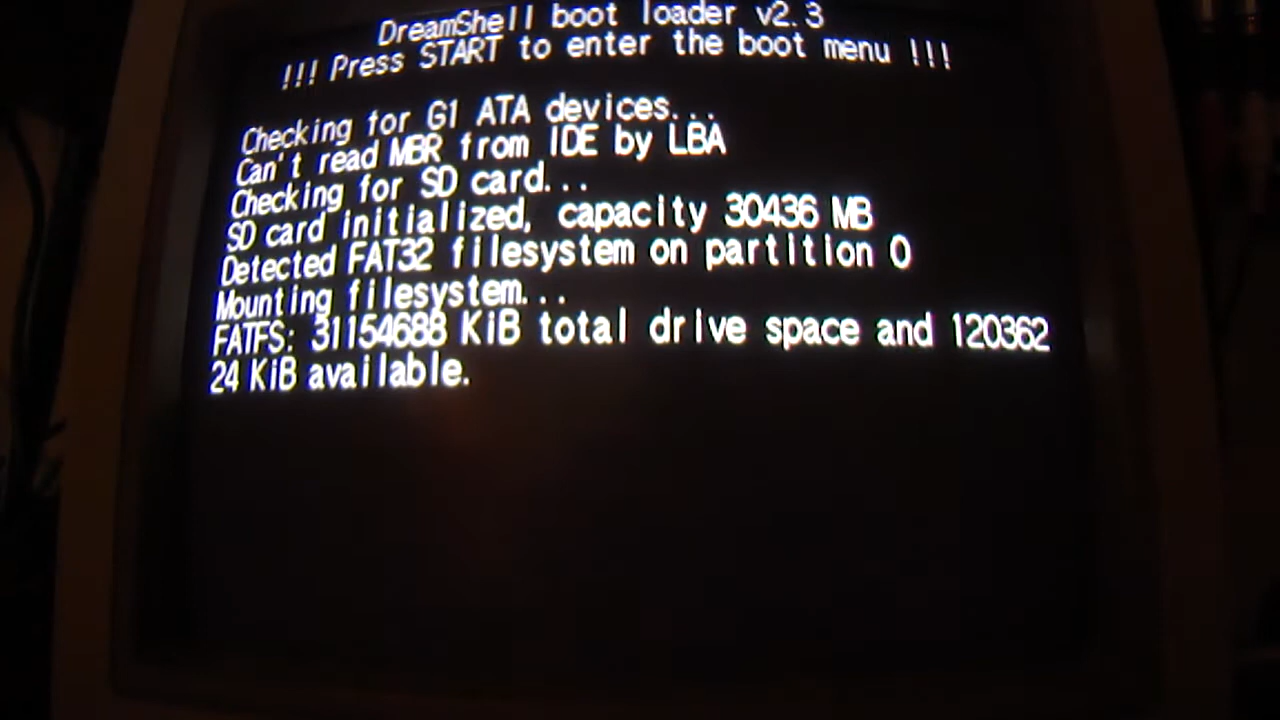 DreamShell boot loader v2.3
!!! Press START to enter the boot menu !!!
Checking for G1 ATA devices...
Can't read MBR from IDE by LBA
Checking for SD card...
SD card initialized, capacity 30436 MB
Detected FAT32 filesystem on partition 0
Mounting filesystem...
FATFS: 31154688 KiB total drive space and 120362
24 KiB available.